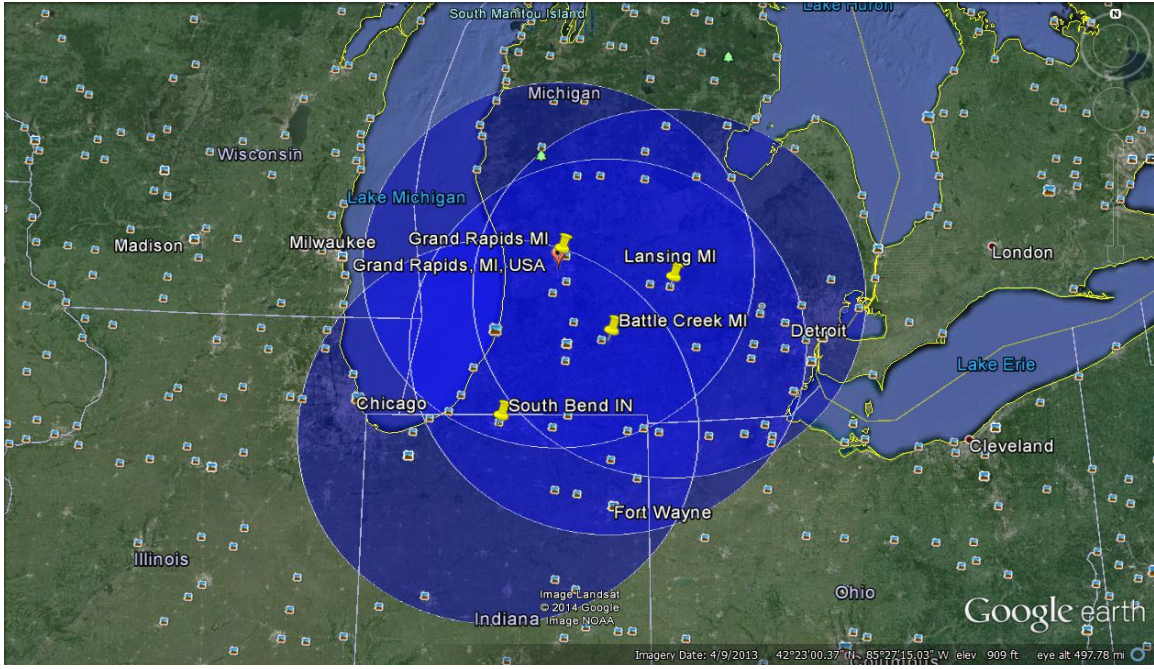 Lake Huron
South Manitou Island
N
Michigan
Wisconsin
Lake Michigan
Madison
Milwaukee
Grand Rapids MI
Grand Rapids, MI, USA
Lansing MI
London
Battle Creek MI
Detroit
Lake Erie
Chicago
South Bend IN
Cleveland
Fort Wayne
Illinois
Ohio
Indiana
Image Landsat
© 2014 Google
Image NOAA
Google earth
Columbus
Imagery Date: 4/9/2013 42°23'00.37" N 85°27'15.03" W elev 909 ft eye alt 497.78 mi